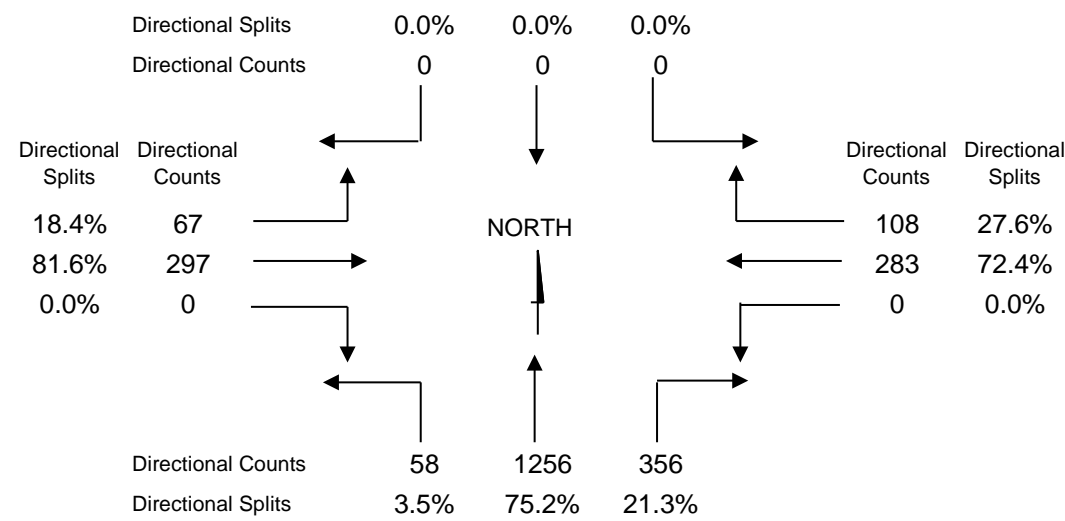 Directional Splits 0.0% 0.0% 0.0%
Directional Counts 0 0 0
Directional Directional Directional Directional
Splits Counts Counts Splits
18.4% 67 108 27.6%
NORTH
81.6% 297 283 72.4%
0.0% 0 0 0.0%
Directional Counts 58 1256 356
Directional Splits 3.5% 75.2% 21.3%